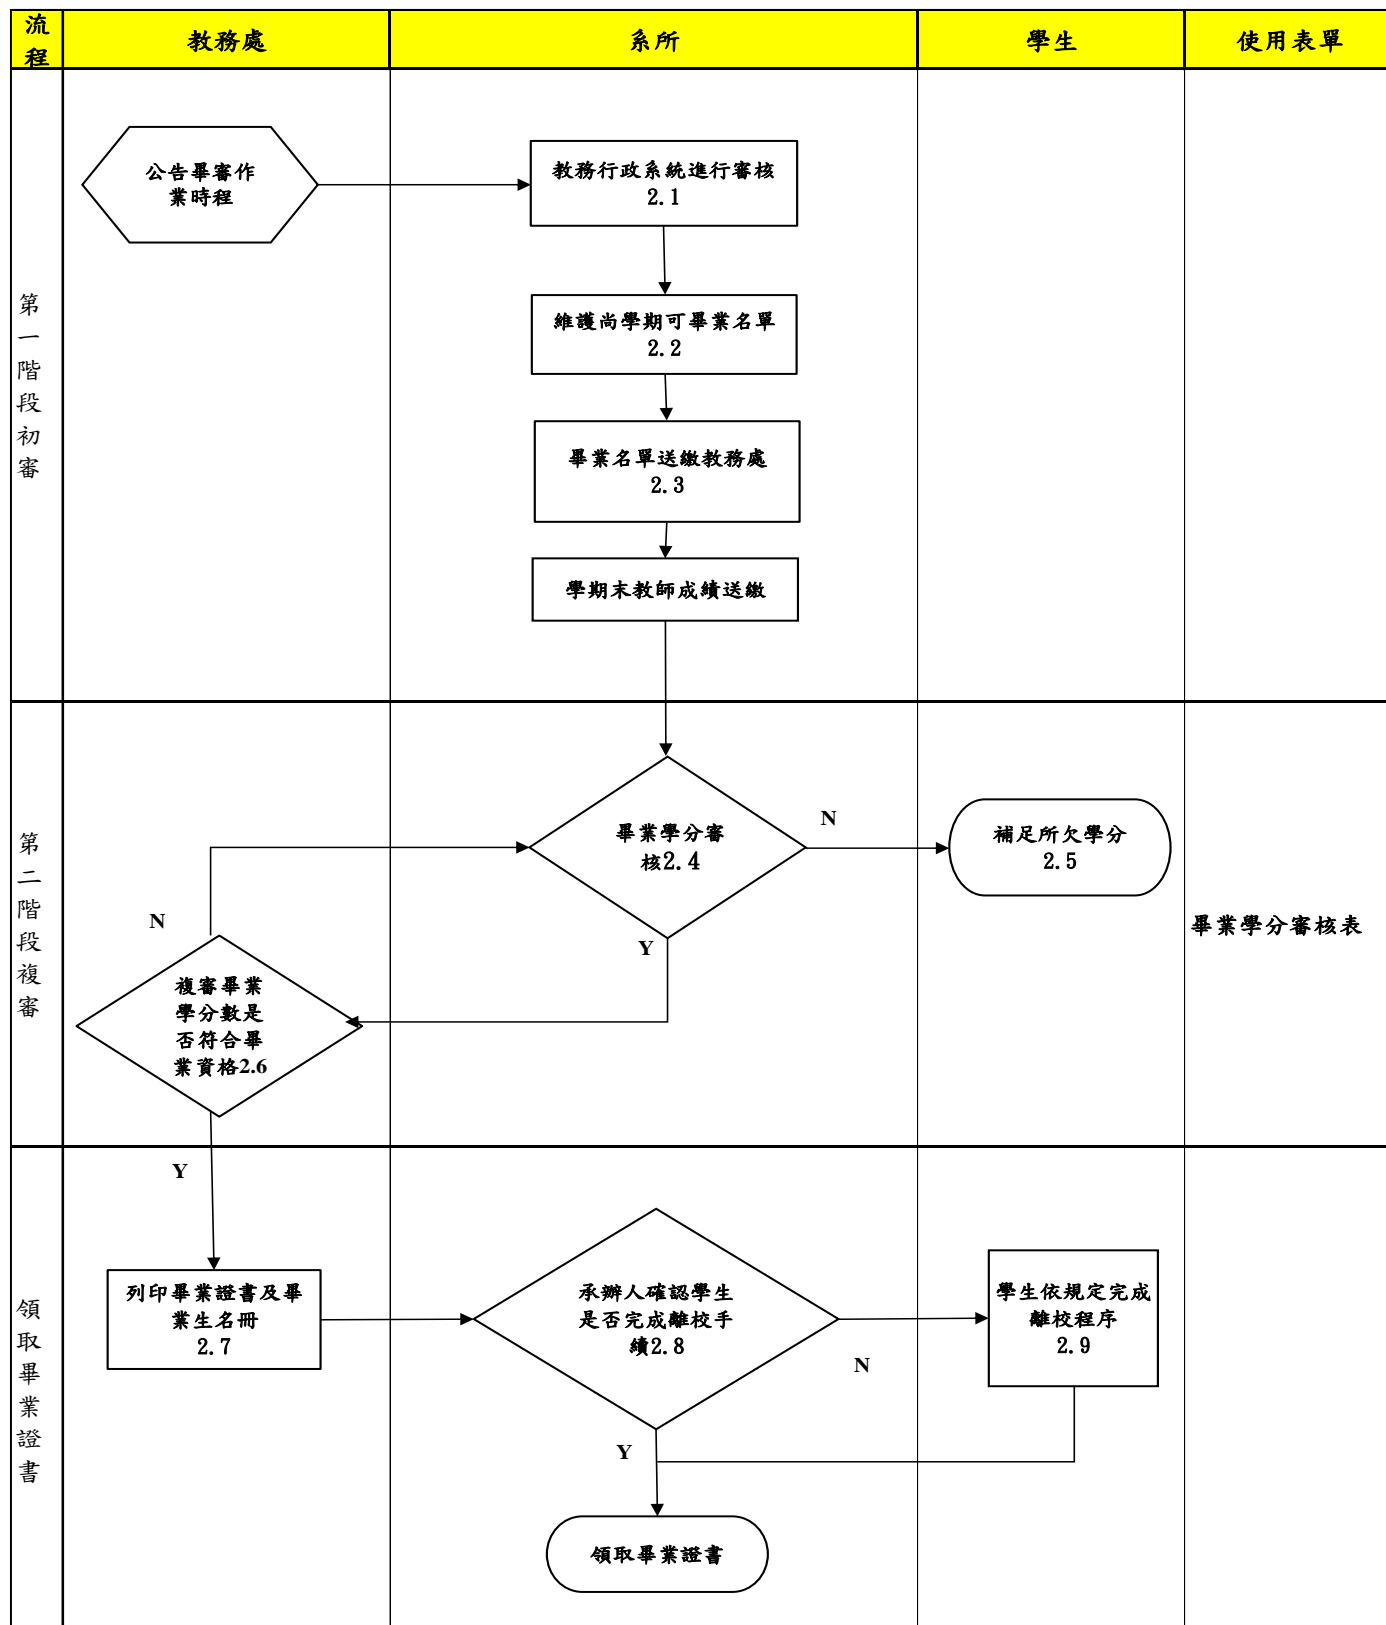 流程
教務處
系所
學生
使用表單
第一階段初審
公告畢審作
業時程
教務行政系統進行審核
2.1
維護尚學期可畢業名單
2.2
畢業名單送繳教務處
2.3
學期末教師成績送繳
第二階段複審
畢業學分審
核2.4
N
補足所欠學分
2.5
N
Y
畢業學分審核表
複審畢業
學分數是
否符合畢
業資格2.6
領取畢業證書
Y
列印畢業證書及畢
業生名冊
2.7
承辦人確認學生
是否完成離校手
續2.8
N
學生依規定完成
離校程序
2.9
Y
領取畢業證書